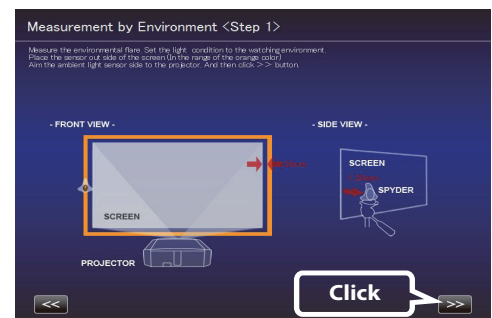 Measurement by Environment <Step 1>
Measure the environmental flare. Set the light condition to the watching environment.
Place the sensor out side of the screen (In the range of the orange color)
Aim the ambient light sensor side to the projector. And then click >> button.
- FRONT VIEW -
- SIDE VIEW -
SCREEN
SPYDER
SCREEN
PROJECTOR
Click
<<
>>